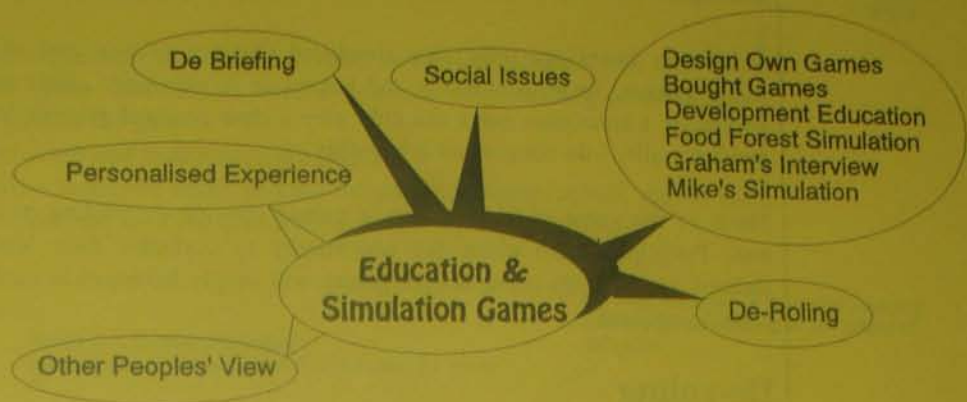 De Briefing
Social Issues
Design Own Games
Bought Games
Development Education
Food Forest Simulation
Graham's Interview
Mike's Simulation
Personalised Experience
Education &
Simulation Games
De-Roling
Other Peoples' View